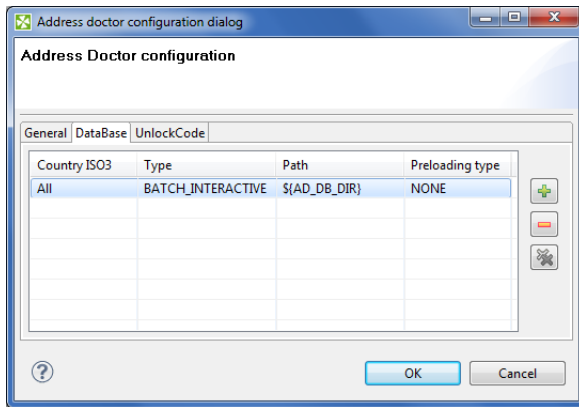 Address doctor configuration dialog
Address Doctor configuration
General DataBase UnlockCode
Country ISO3 Type Path Preloading type
All BATCH_INTERACTIVE ${AD_DB_DIR} NONE
OK Cancel